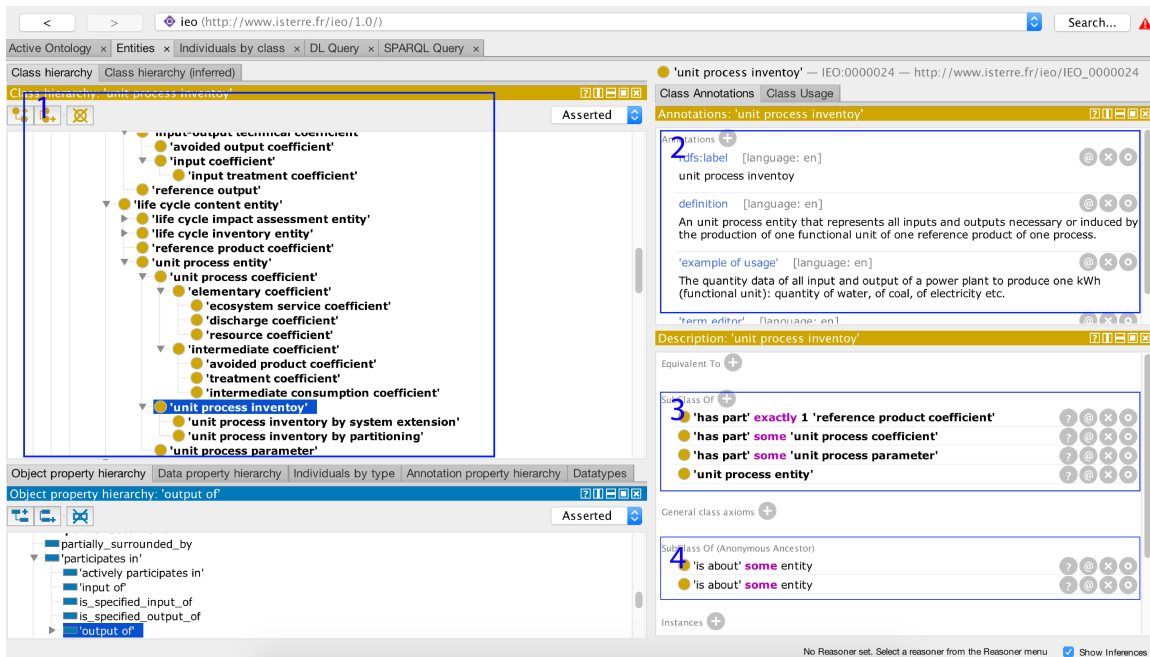 <
>
ieo (http://www.isterre.fr/ieo/1.0/)
Search...
Active Ontology × Entities × Individuals by class × DL Query × SPARQL Query ×
Class hierarchy Class hierarchy (inferred)
Class hierarchy: 'unit process inventoy'
1
Asserted
input-output technical coefficient
'avoided output coefficient'
'input coefficient'
'input treatment coefficient'
'reference output'
'life cycle content entity'
'life cycle impact assessment entity'
'life cycle inventory entity'
'reference product coefficient'
'unit process entity'
'unit process coefficient'
'elementary coefficient'
'ecosystem service coefficient'
'discharge coefficient'
'resource coefficient'
'intermediate coefficient'
'avoided product coefficient'
'treatment coefficient'
'intermediate consumption coefficient'
'unit process inventoy'
'unit process inventory by system extension'
'unit process inventory by partitioning'
'unit process parameter'
Object property hierarchy Data property hierarchy Individuals by type Annotation property hierarchy Datatypes
Object property hierarchy: 'output of'
Asserted
partially_surrounded_by
'participates in'
'actively participates in'
'input of'
is_specified_input_of
is_specified_output_of
'output of'
'unit process inventoy' — IEO:0000024 — http://www.isterre.fr/ieo/IEO_0000024
Class Annotations Class Usage
Annotations: 'unit process inventoy'
Annotations
2
rdfs:label [language: en]
unit process inventoy
definition [language: en]
An unit process entity that represents all inputs and outputs necessary or induced by
the production of one functional unit of one reference product of one process.
'example of usage' [language: en]
The quantity data of all input and output of a power plant to produce one kWh
(functional unit): quantity of water, of coal, of electricity etc.
'term editor' [language: en]
Description: 'unit process inventoy'
Equivalent To
SubClass Of
3
'has part' exactly 1 'reference product coefficient'
'has part' some 'unit process coefficient'
'has part' some 'unit process parameter'
'unit process entity'
General class axioms
SubClass Of (Anonymous Ancestor)
4
'is about' some entity
'is about' some entity
Instances
No Reasoner set. Select a reasoner from the Reasoner menu Show Inferences